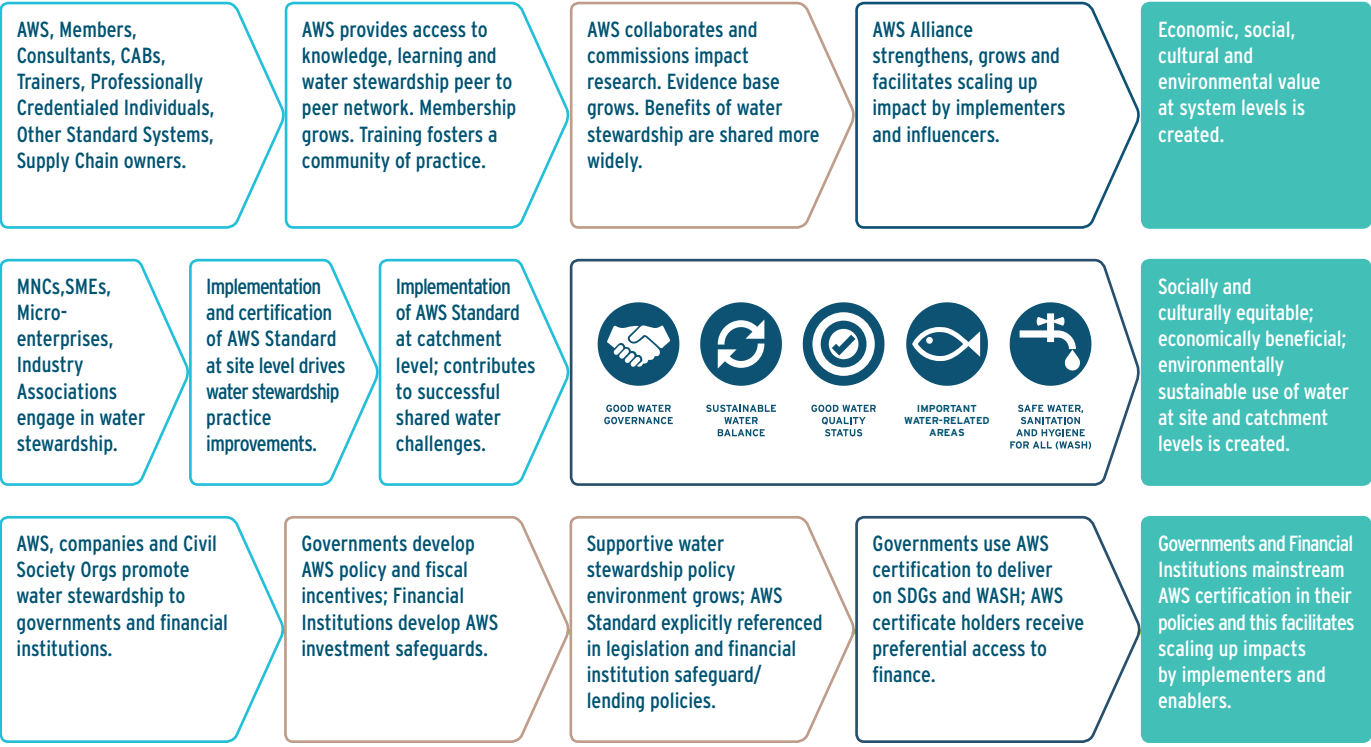 AWS, Members,
Consultants, CABs,
Trainers, Professionally
Credentialed Individuals,
Other Standard Systems,
Supply Chain owners.
AWS provides access to
knowledge, learning and
water stewardship peer to
peer network. Membership
grows. Training fosters a
community of practice.
AWS collaborates and
commissions impact
research. Evidence base
grows. Benefits of water
stewardship are shared more
widely.
AWS Alliance
strengthens, grows and
facilitates scaling up
impact by implementers
and influencers.
Economic, social,
cultural and
environmental value
at system levels is
created.
MNCs,SMEs,
Micro-
enterprises,
Industry
Associations
engage in water
stewardship.
Implementation
and certification
of AWS Standard
at site level drives
water stewardship
practice
improvements.
Implementation
of AWS Standard
at catchment
level; contributes
to successful
shared water
challenges.
GOOD WATER
GOVERNANCE
SUSTAINABLE
WATER
BALANCE
GOOD WATER
QUALITY
STATUS
IMPORTANT
WATER-RELATED
AREAS
SAFE WATER,
SANITATION
AND HYGIENE
FOR ALL (WASH)
Socially and
culturally equitable;
economically beneficial;
environmentally
sustainable use of water
at site and catchment
levels is created.
AWS, companies and Civil
Society Orgs promote
water stewardship to
governments and financial
institutions.
Governments develop
AWS policy and fiscal
incentives; Financial
Institutions develop AWS
investment safeguards.
Supportive water
stewardship policy
environment grows; AWS
Standard explicitly referenced
in legislation and financial
institution safeguard/
lending policies.
Governments use AWS
certification to deliver
on SDGs and WASH; AWS
certificate holders receive
preferential access to
finance.
Governments and Financial
Institutions mainstream
AWS certification in their
policies and this facilitates
scaling up impacts
by implementers and
enablers.